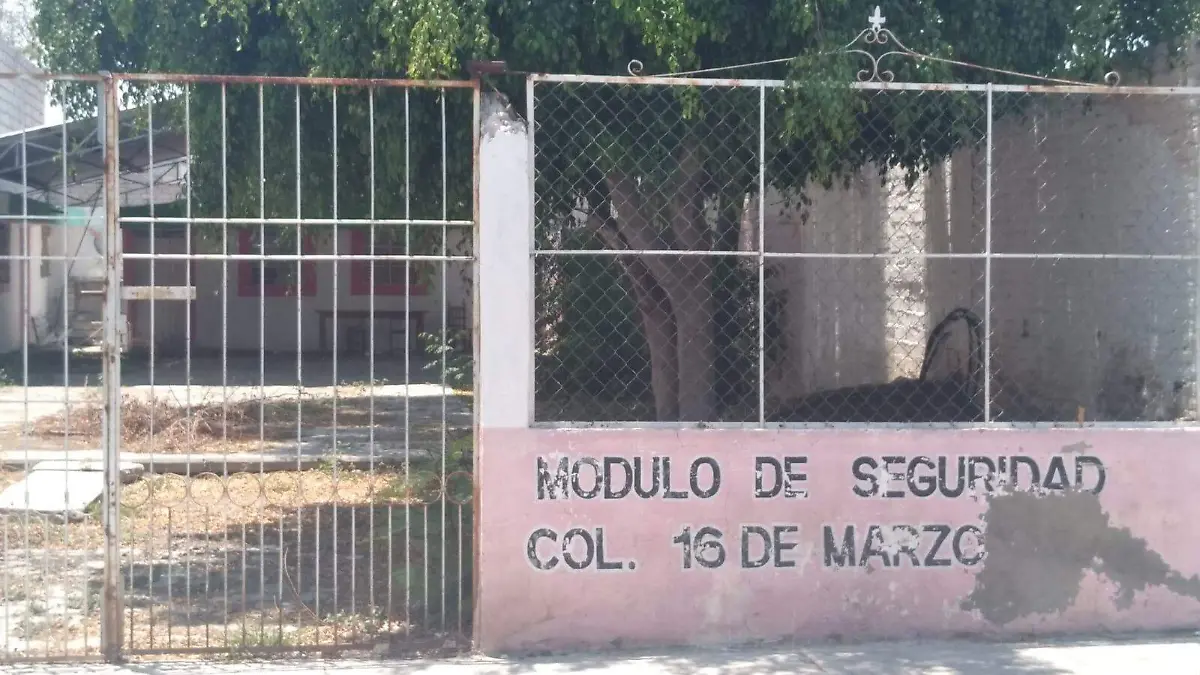 MODULO DE SEGURIDAD
COL. 16 DE MARZO